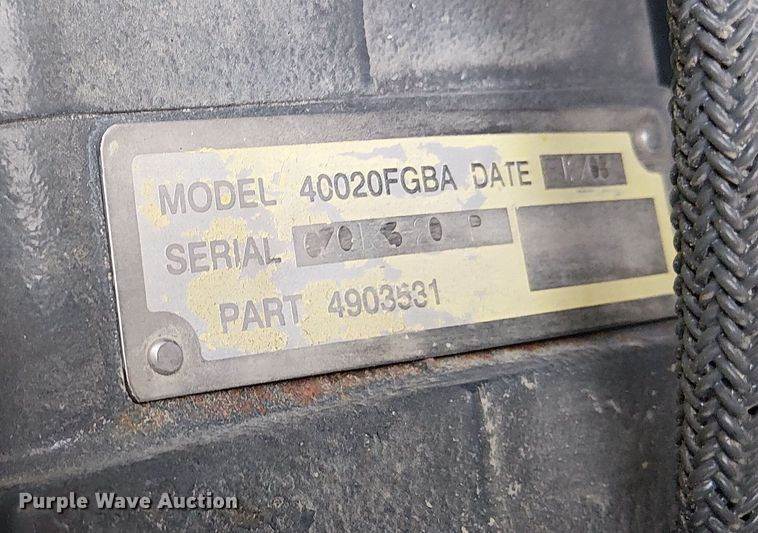 MODEL 40020FGBA DATE
SERIAL
PART 4903531
Purple Wave Auction